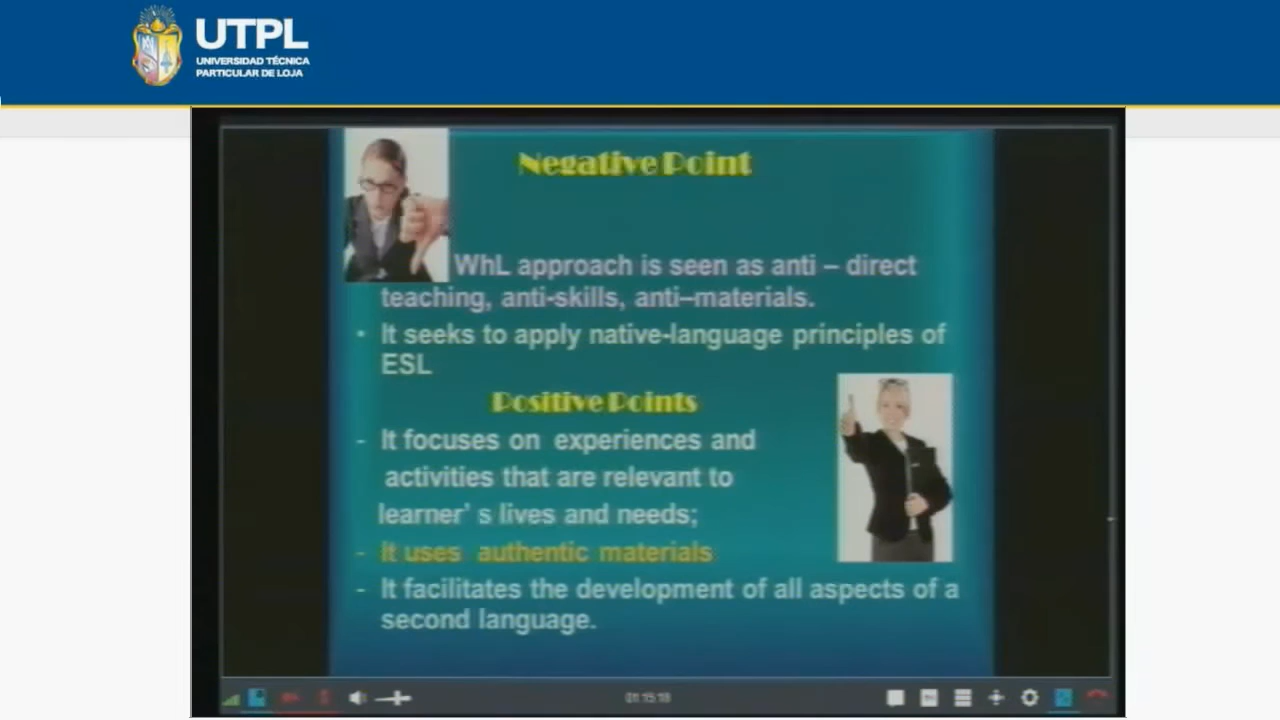 UTPL
UNIVERSIDAD TÉCNICA
PARTICULAR DE LOJA
Negative Point
WhL approach is seen as anti – direct
teaching, anti-skills, anti–materials.
• It seeks to apply native-language principles of
ESL
Positive Points
- It focuses on experiences and
activities that are relevant to
learner' s lives and needs;
- It uses authentic materials
- It facilitates the development of all aspects of a
second language.
01:15:18